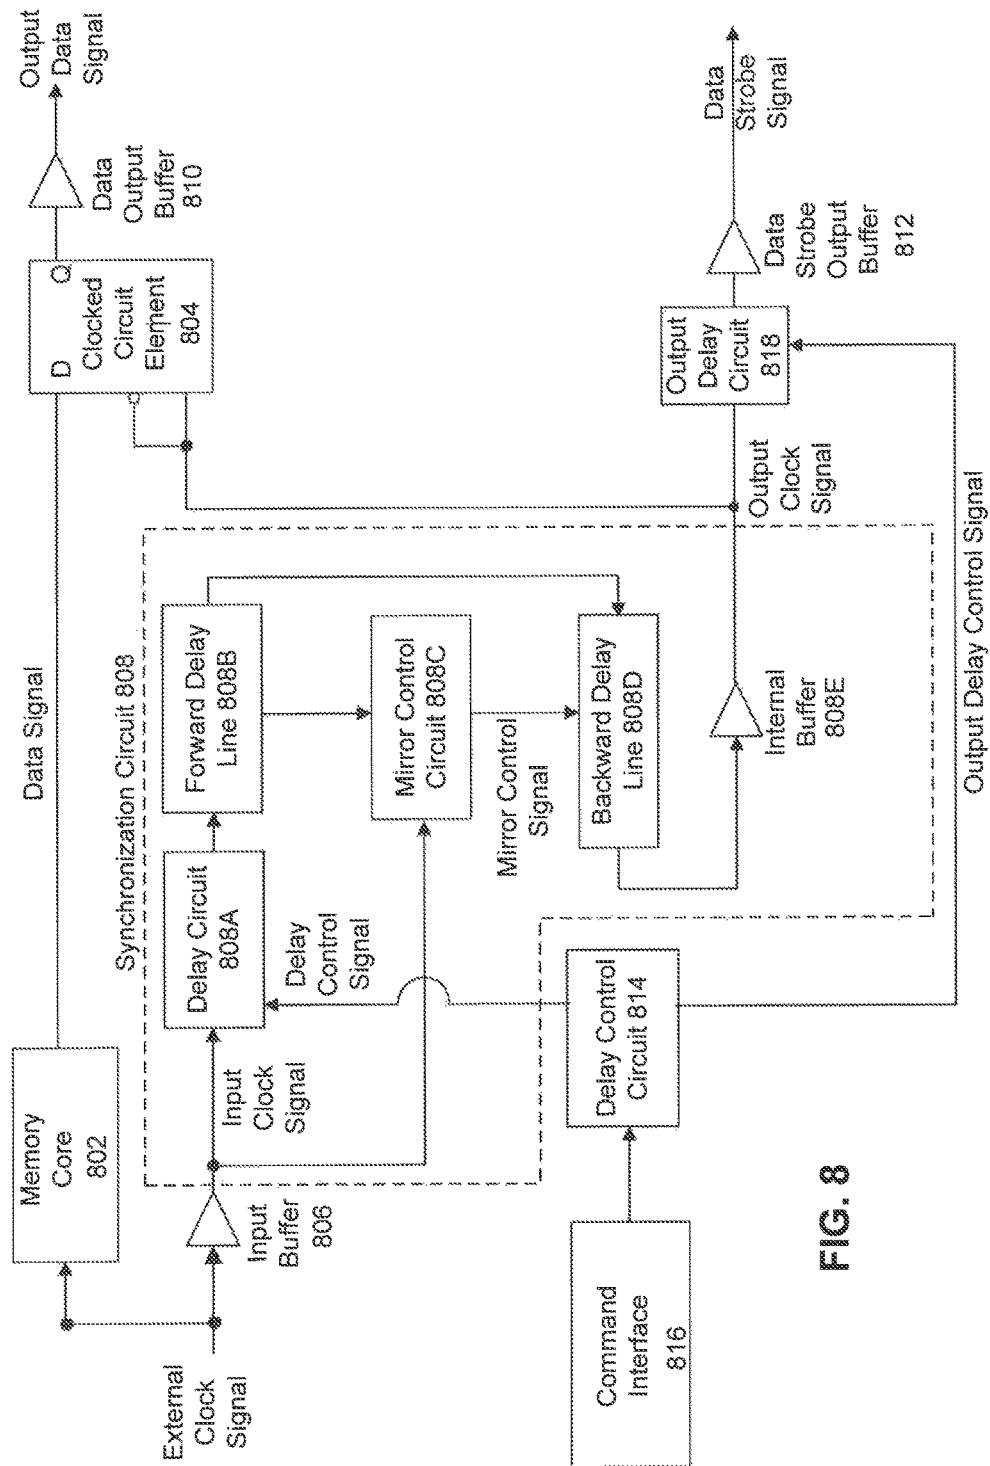 External
Clock
Signal
Memory
Core
802
Input
Buffer
806
Input
Clock
Signal
Data Signal
Synchronization Circuit 808
Delay Circuit
808A
Delay
Control
Signal
Forward Delay
Line 808B
Mirror Control
Circuit 808C
Mirror Control
Signal
Backward Delay
Line 808D
Internal
Buffer
808E
D
Q
Clocked
Circuit
Element
804
Data
Output
Buffer
810
Output
Data
Signal
Output
Clock
Signal
Output
Delay
Circuit
818
Data
Strobe
Output
Buffer
812
Data
Strobe
Signal
Command
Interface
816
Delay Control
Circuit 814
Output Delay Control Signal
FIG. 8